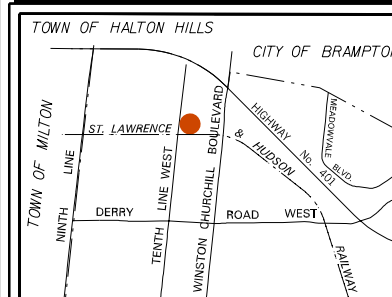 TOWN OF HALTON HILLS
CITY OF BRAMPTO
TOWN OF MILTON
ST. LAWRENCE
& HUDSON
RAILWAY
HIGHWAY No. 401
MEADOWVALE BLVD.
NINTH LINE
TENTH LINE WEST
WINSTON CHURCHILL BOULEVARD
DERRY ROAD WEST